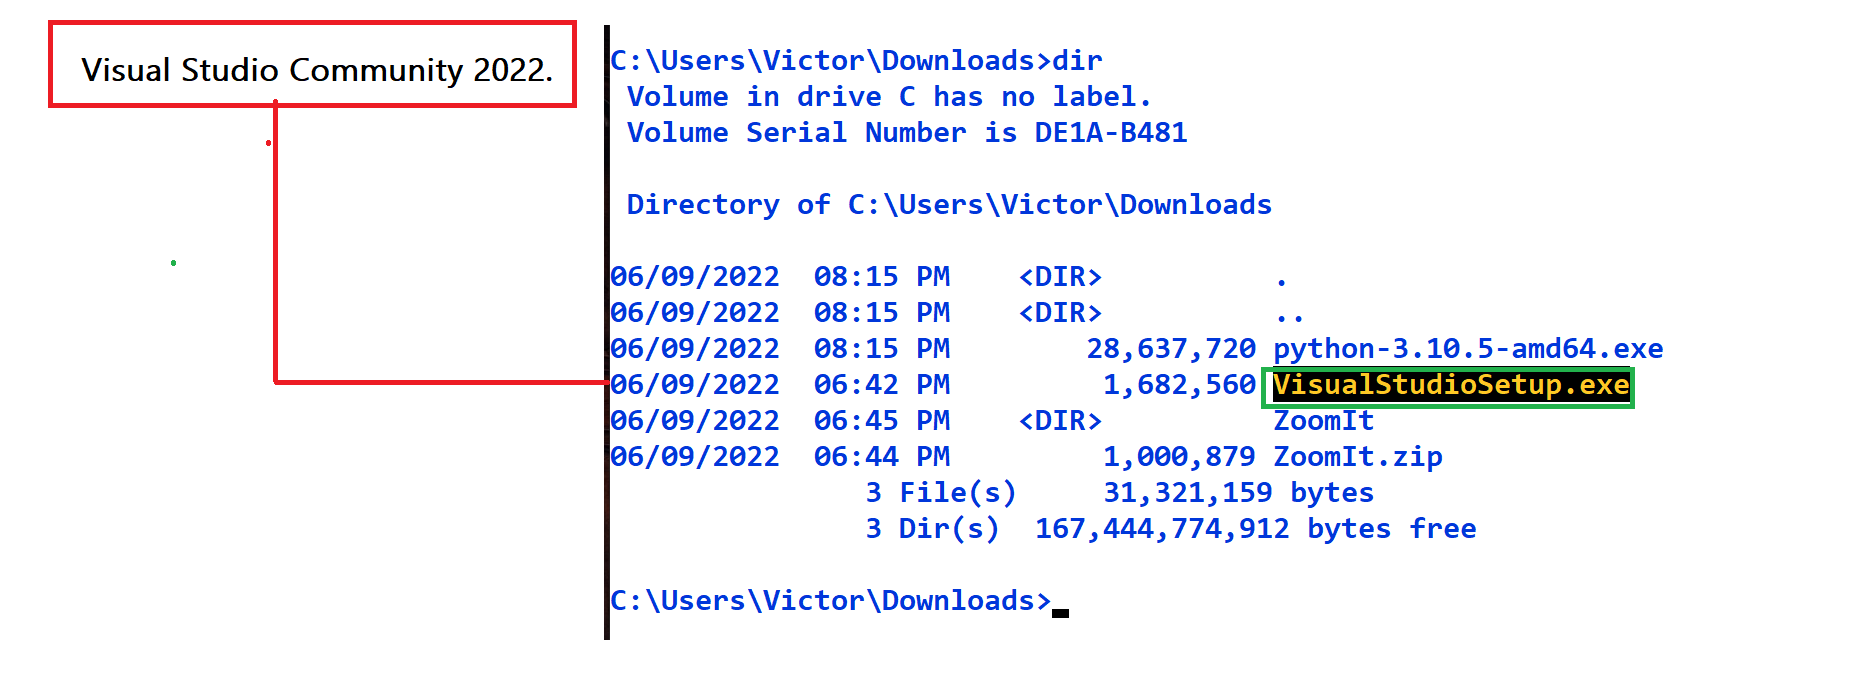 Visual Studio Community 2022.
C:\Users\Victor\Downloads>dir
 Volume in drive C has no label.
 Volume Serial Number is DE1A-B481

 Directory of C:\Users\Victor\Downloads

06/09/2022  08:15 PM    <DIR>          .
06/09/2022  08:15 PM    <DIR>          ..
06/09/2022  08:15 PM        28,637,720 python-3.10.5-amd64.exe
06/09/2022  06:42 PM         1,682,560 VisualStudioSetup.exe
06/09/2022  06:45 PM    <DIR>          ZoomIt
06/09/2022  06:44 PM         1,000,879 ZoomIt.zip
               3 File(s)     31,321,159 bytes
               3 Dir(s)  167,444,774,912 bytes free

C:\Users\Victor\Downloads>